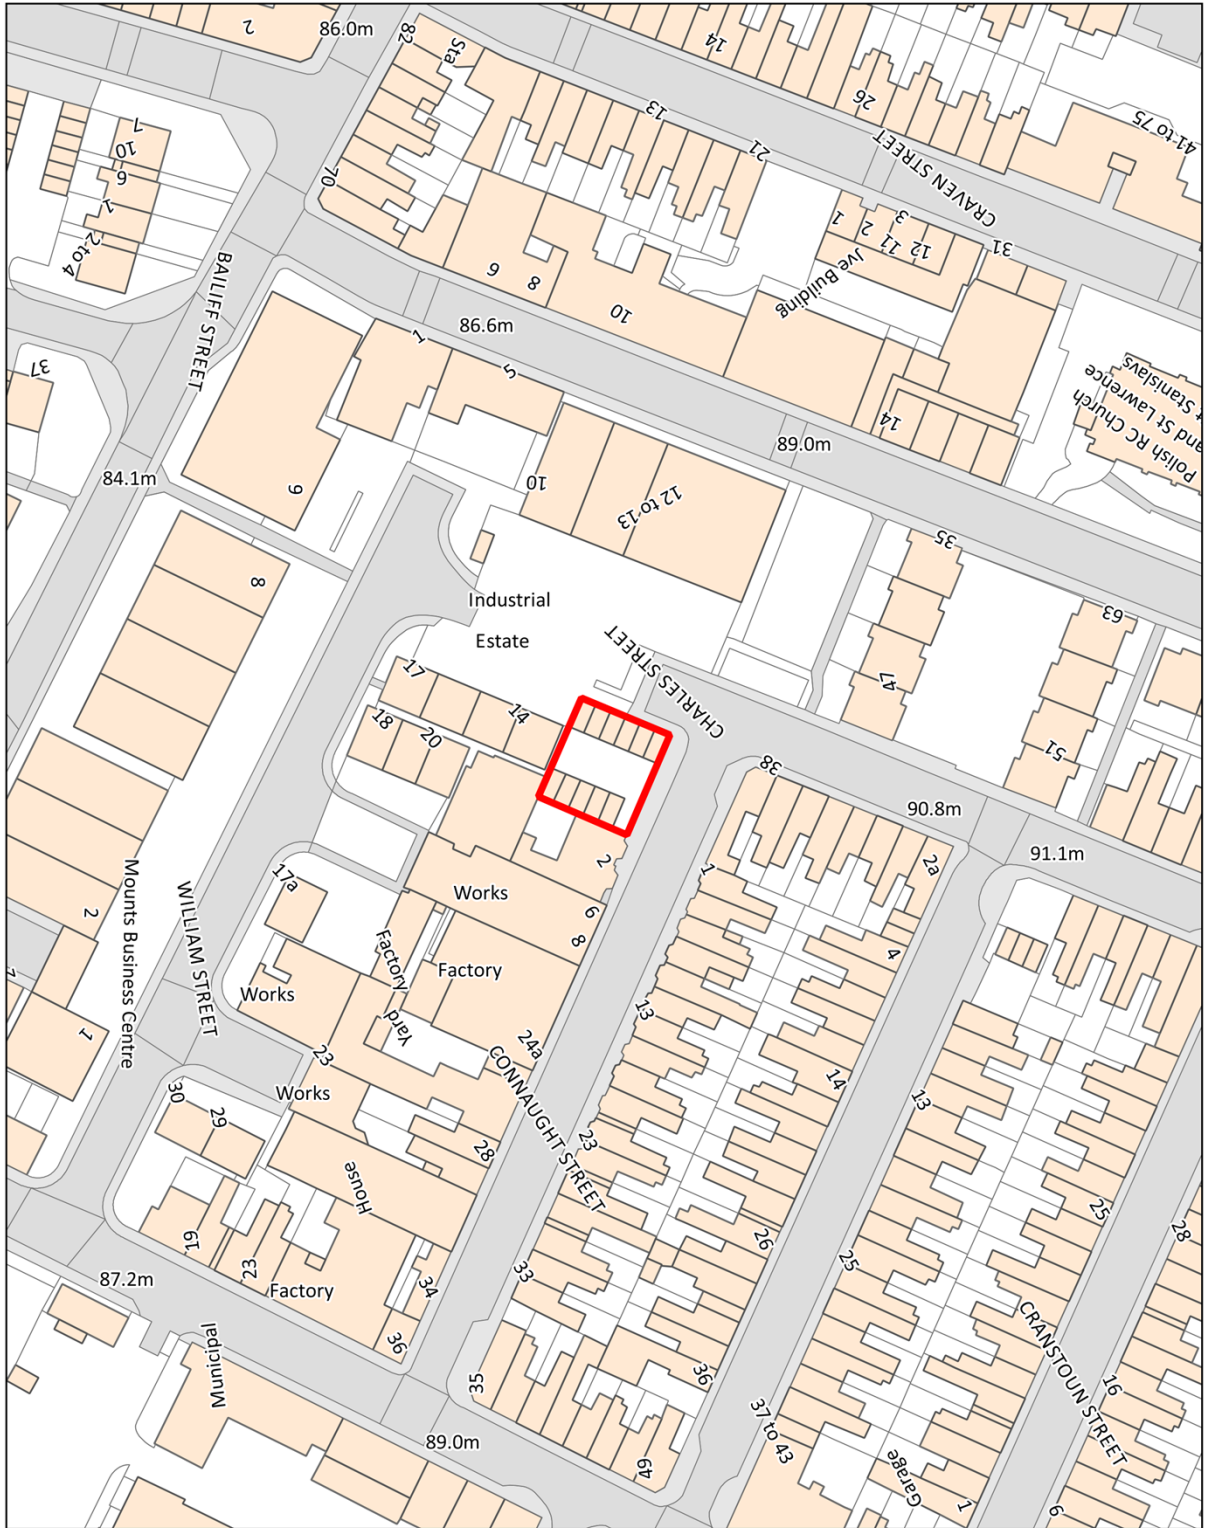 2
86.0m
82
Sta
14
13
26
41 to 75
21
CRAVEN STREET
7
10
6
1
2 to 4
70
BAILIFF STREET
1
2
3
11
12
31
Jve Building
6
8
10
86.6m
1
5
37
Polish RC Church
and St Lawrence
Stanislavs
14
89.0m
84.1m
9
10
12 to 13
35
63
8
Industrial
Estate
CHARLES STREET
17
18
20
14
47
51
38
90.8m
91.1m
2a
2
1
Works
6
8
17a
Factory
Factory
Yard
4
Mounts Business Centre
WILLIAM STREET
2
Works
13
24a
CONNAUGHT STREET
14
13
1
23
Works
30
29
23
28
House
25
28
26
25
19
23
Factory
34
33
87.2m
36
CRANSTOUN STREET
Municipal
35
36
16
37 to 43
89.0m
49
Garage
1
6